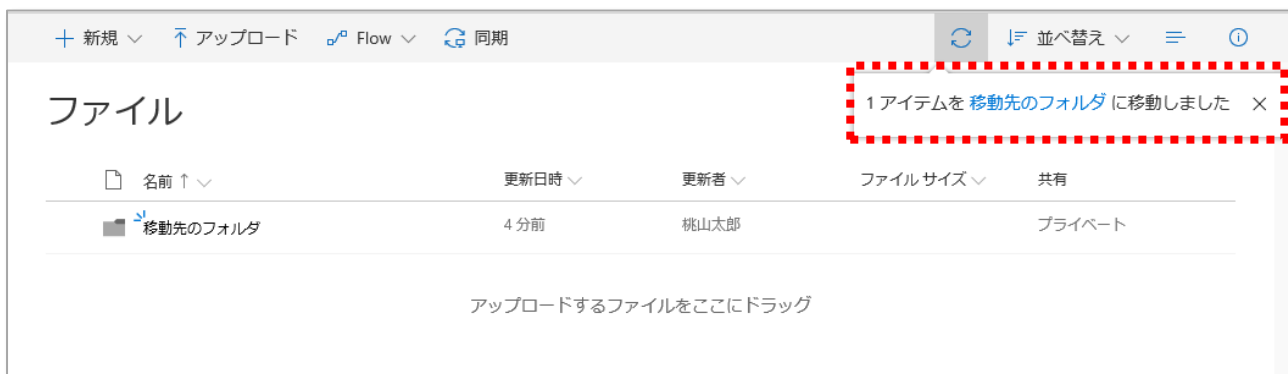 新規 アップロード Flow 同期 並べ替え
1 アイテムを 移動先のフォルダ に移動しました
ファイル
名前 ↑ 更新日時 更新者 ファイル サイズ 共有
移動先のフォルダ 4 分前 桃山太郎 プライベート
アップロードするファイルをここにドラッグ